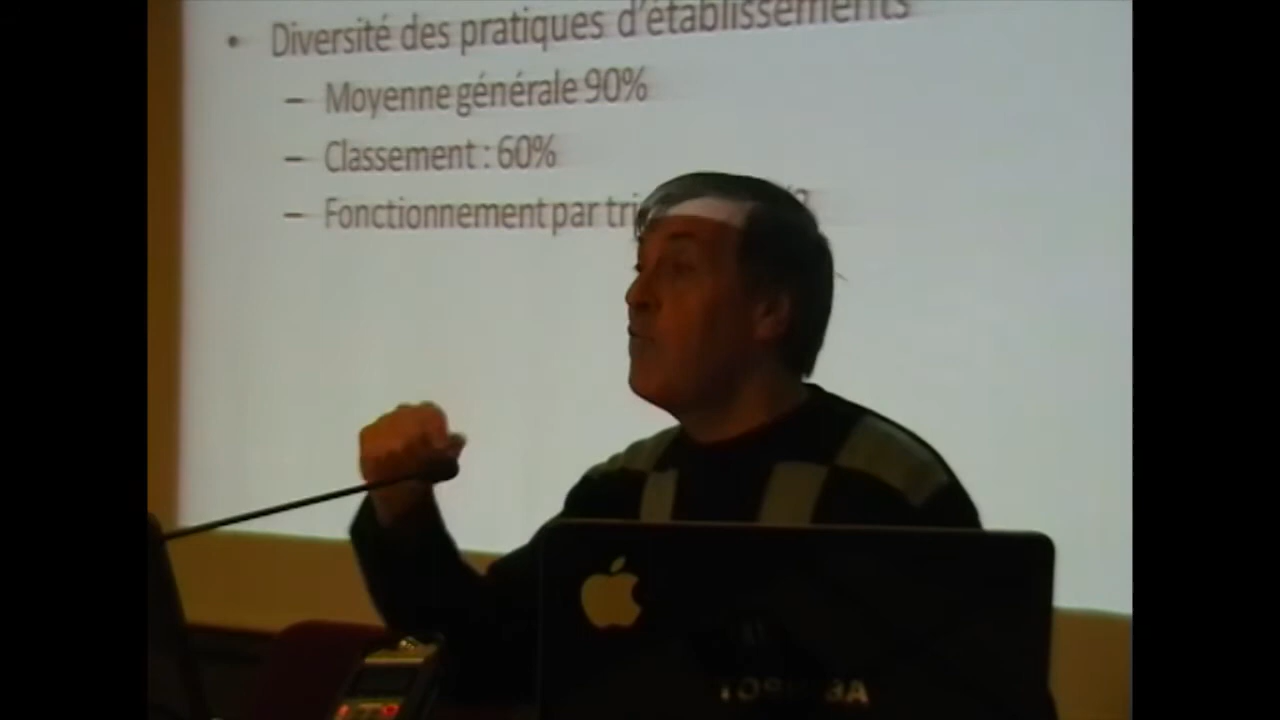 • Diversité des pratiques d'établissements
– Moyenne générale 90%
– Classement : 60%
– Fonctionnement par tri
TOSHIBA